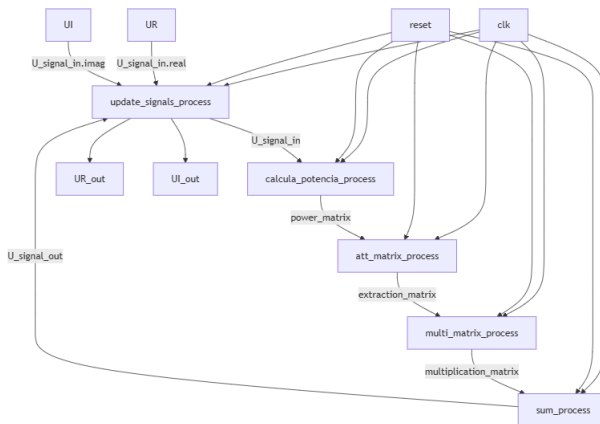 UI
UR
reset
clk
U_signal_in.imag
U_signal_in.real
update_signals_process
U_signal_in
UR_out
UI_out
calcula_potencia_process
power_matrix
U_signal_out
att_matrix_process
extraction_matrix
multi_matrix_process
multiplication_matrix
sum_process